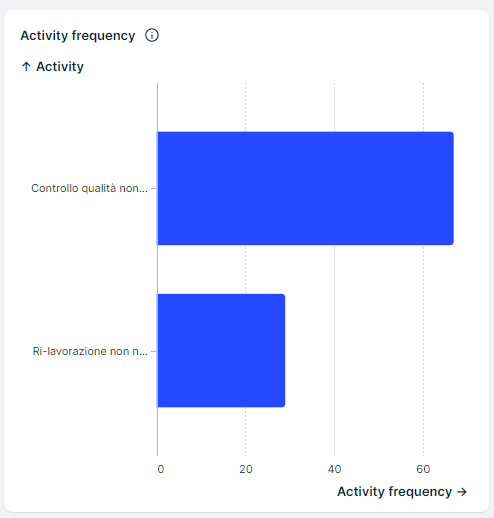 Activity frequency
↑ Activity
Controllo qualità non...
Ri-lavorazione non n...
0 20 40 60
Activity frequency →